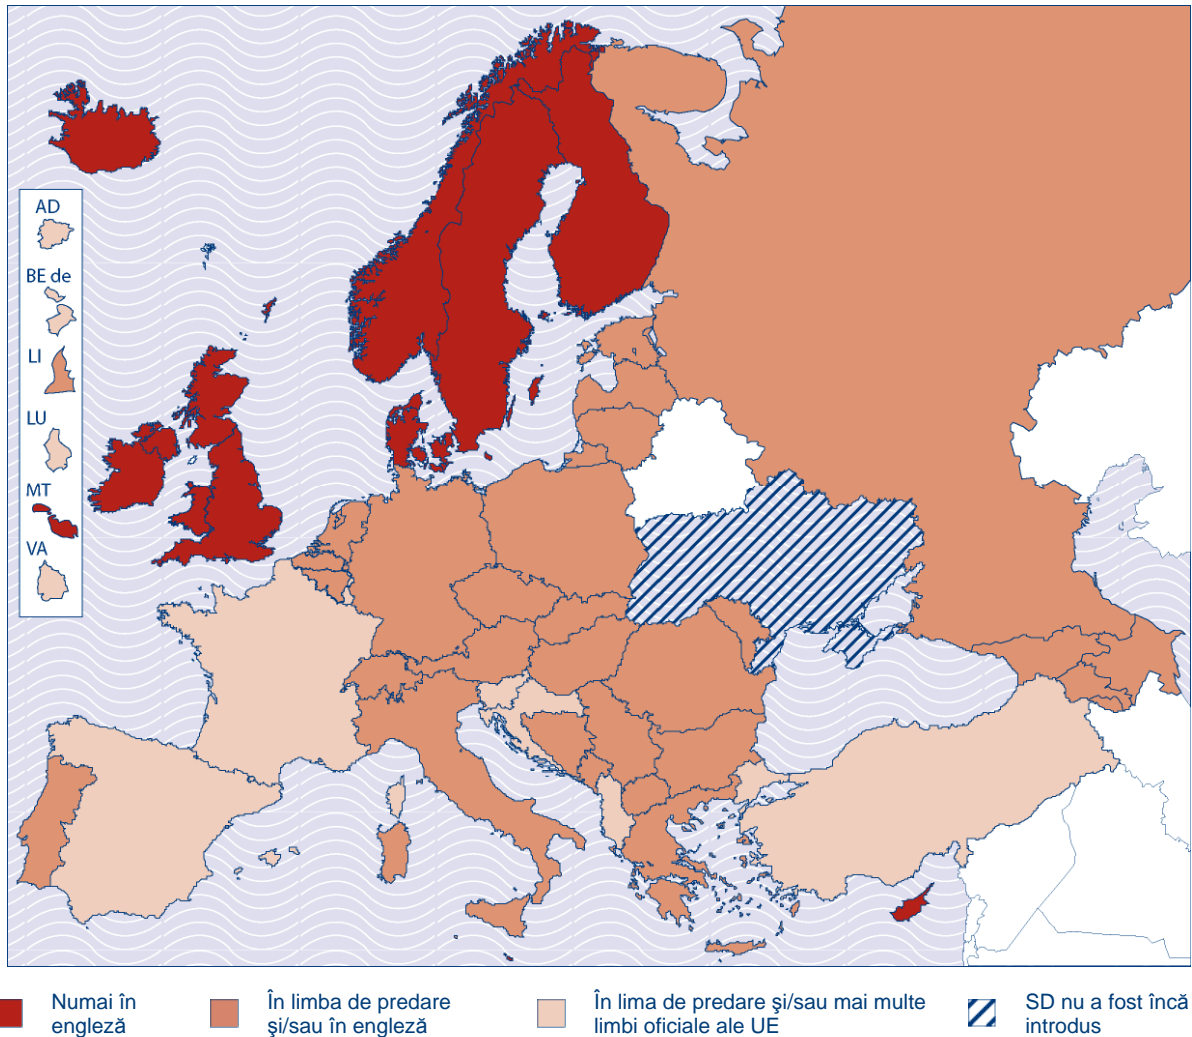 AD
BE de
LI
LU
MT
VA
Numai în
engleză
În limba de predare
şi/sau în engleză
În lima de predare şi/sau mai multe
limbi oficiale ale UE
SD nu a fost încă
introdus